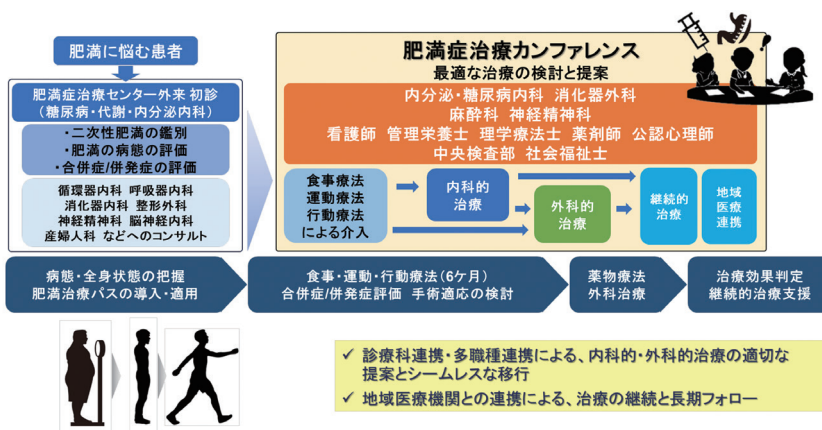 肥満に悩む患者
肥満症治療センター外来 初診
（糖尿病・代謝・内分泌内科）
・二次性肥満の鑑別
・肥満の病態の評価
・合併症/併発症の評価
循環器内科 呼吸器内科
消化器内科 整形外科
神経精神科 脳神経内科
産婦人科 などへのコンサルト
肥満症治療カンファレンス
最適な治療の検討と提案
内分泌・糖尿病内科 消化器外科
麻酔科 神経精神科
看護師 管理栄養士 理学療法士 薬剤師 公認心理師
中央検査部 社会福祉士
食事療法
運動療法
行動療法
による介入
内科的
治療
外科的
治療
継続的
治療
地域
医療
連携
病態・全身状態の把握
肥満治療パスの導入・適用
食事・運動・行動療法（6ケ月）
合併症/併発症評価 手術適応の検討
薬物療法
外科治療
治療効果判定
継続的治療支援
✓ 診療科連携・多職種連携による、内科的・外科的治療の適切な
提案とシームレスな移行
✓ 地域医療機関との連携による、治療の継続と長期フォロー